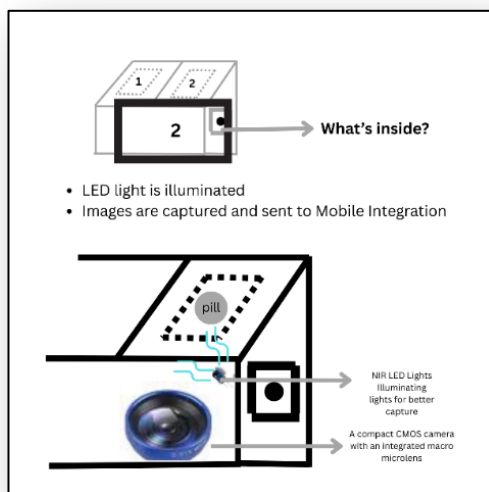 1
2
2
What's inside?
• LED light is illuminated
• Images are captured and sent to Mobile Integration
pill
NIR LED Lights
Illuminating
lights for better
capture
A compact CMOS camera
with an integrated macro
microlens